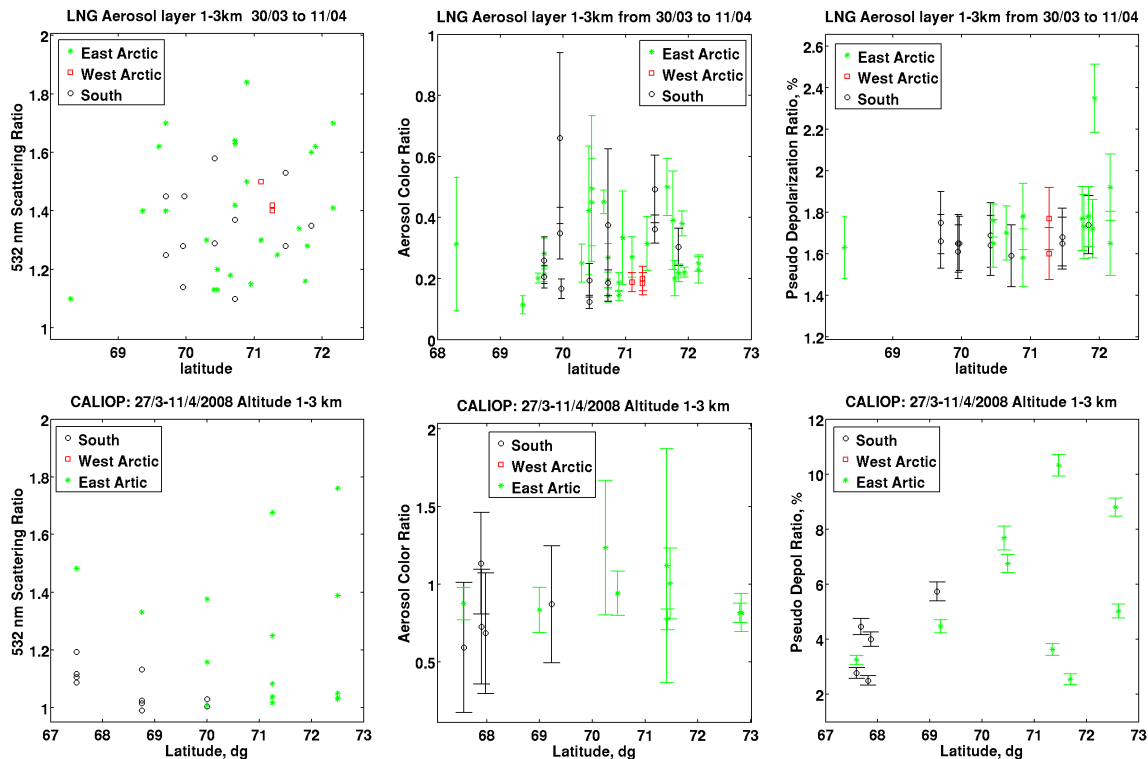 LNG Aerosol layer 1-3km 30/03 to 11/04
2
1.8
1.6
1.4
1.2
1
532 nm Scattering Ratio
East Arctic
West Arctic
South
69
70
71
72
latitude
LNG Aerosol layer 1-3km from 30/03 to 11/04
1
0.8
0.6
0.4
0.2
0
Aerosol Color Ratio
East Arctic
West Arctic
South
68
69
70
71
72
73
latitude
LNG Aerosol layer 1-3km from 30/03 to 11/04
2.6
2.4
2.2
2
1.8
1.6
1.4
1.2
Pseudo Depolarization Ratio, %
East Arctic
West Arctic
South
69
70
71
72
latitude
CALIOP: 27/3-11/4/2008 Altitude 1-3 km
2
1.8
1.6
1.4
1.2
1
532 nm Scattering Ratio
South
West Arctic
East Artic
67
68
69
70
71
72
73
Latitude, dg
CALIOP: 27/3-11/4/2008 Altitude 1-3 km
2
1.5
1
0.5
Aerosol Color Ratio
South
West Arctic
East Artic
68
69
70
71
72
73
Latitude, dg
CALIOP: 27/3-11/4/2008 Altitude 1-3 km
12
10
8
6
4
2
Pseudo Depol Ratio, %
South
West Arctic
East Artic
67
68
69
70
71
72
73
Latitude, dg